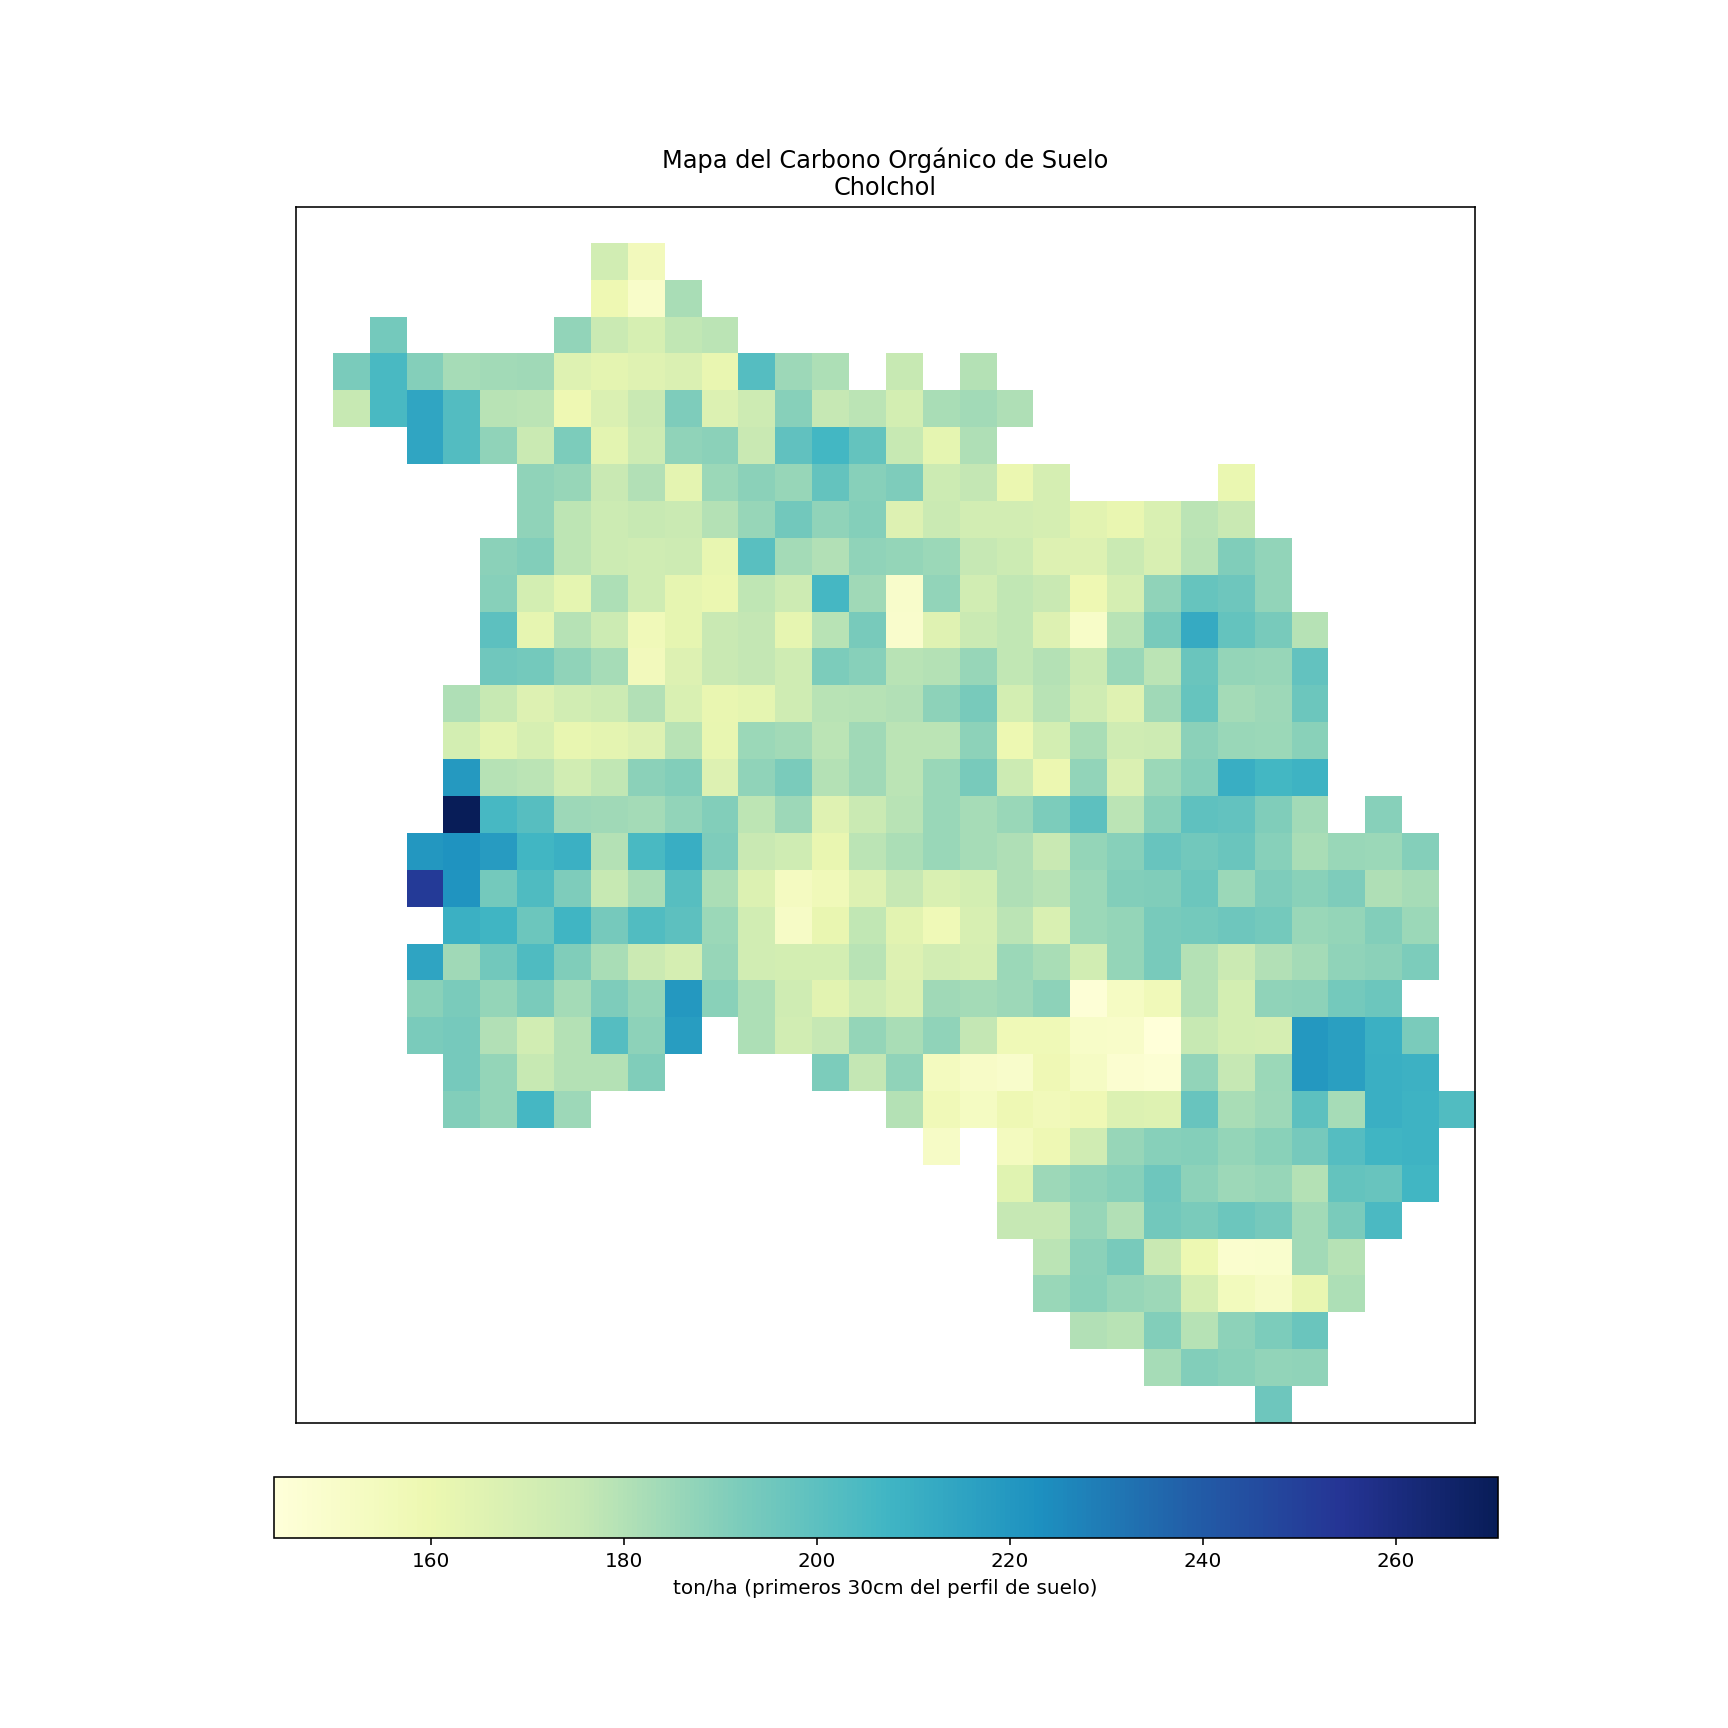 Mapa del Carbono Orgánico de Suelo
Cholchol
160 180 200 220 240 260
ton/ha (primeros 30cm del perfil de suelo)